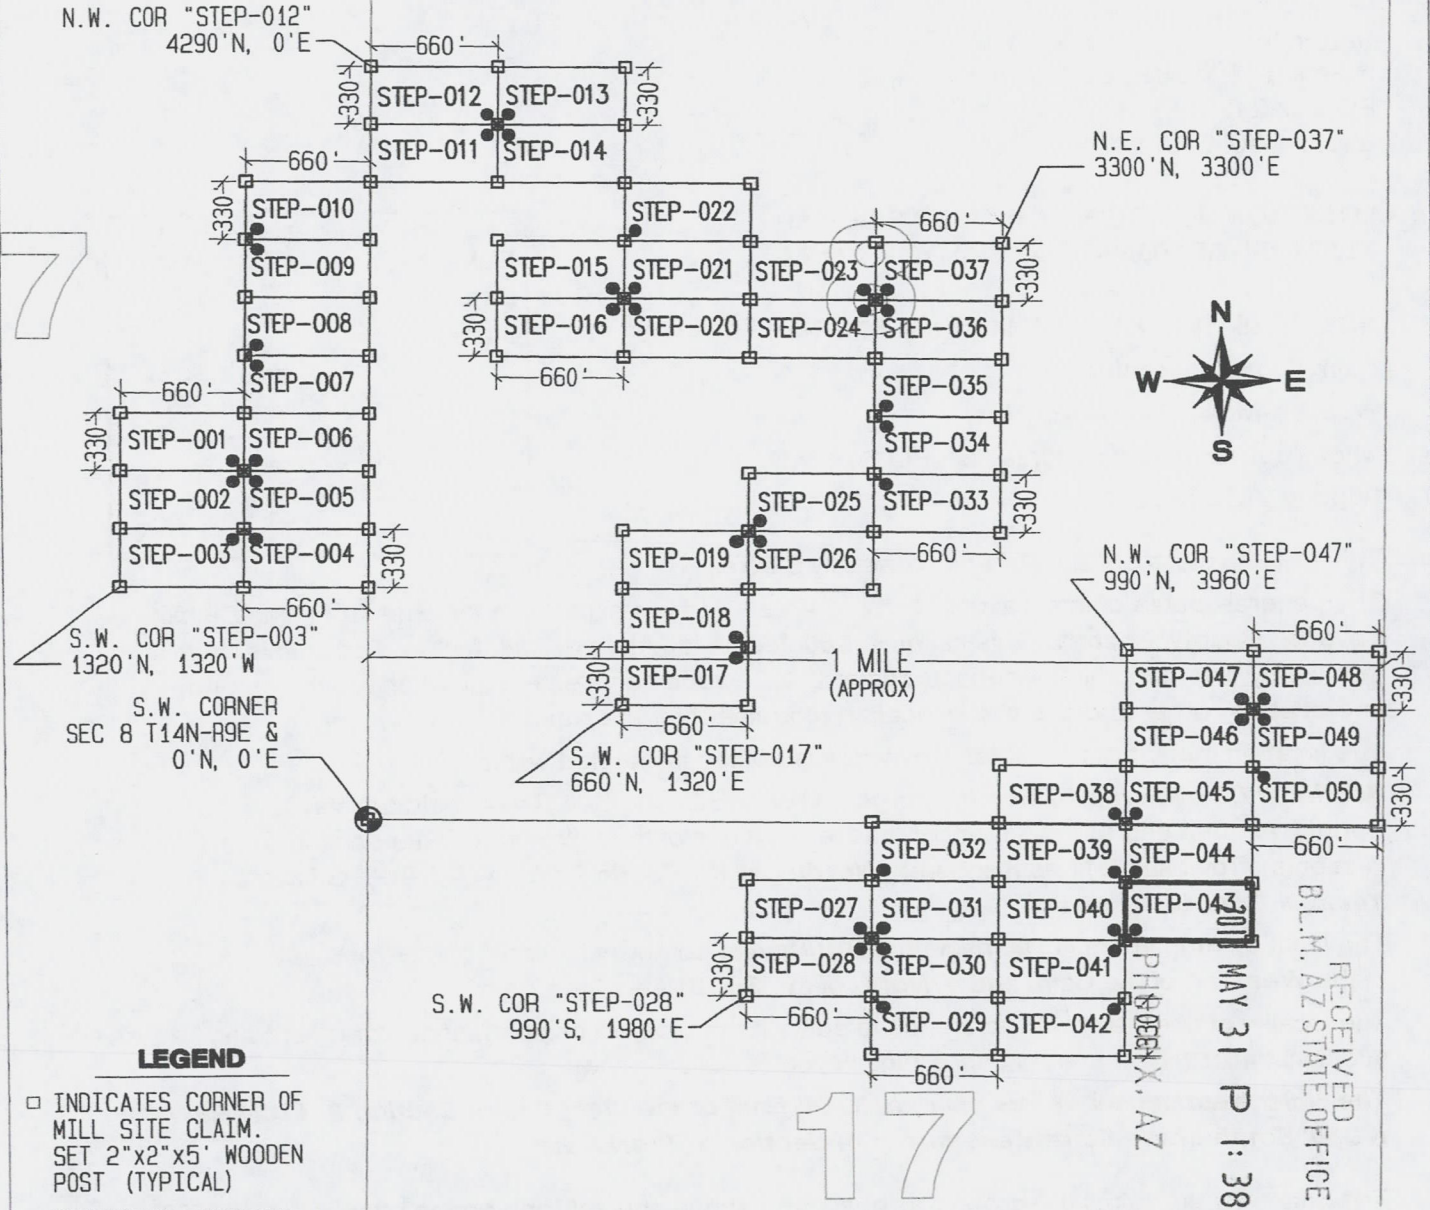 N.W. COR "STEP-012"
4290'N, 0'E
660'
330
STEP-012
STEP-013
330
STEP-011
STEP-014
N.E. COR "STEP-037"
3300'N, 3300'E
660'
330
STEP-010
STEP-022
660'
7
STEP-009
STEP-015
STEP-021
STEP-023
8
STEP-037
330
STEP-008
330
STEP-016
STEP-020
STEP-024
STEP-036
N
W
E
S
STEP-007
660'
STEP-035
660'
330
STEP-001
STEP-006
STEP-034
STEP-002
STEP-005
STEP-025
STEP-033
330
STEP-003
STEP-004
330
STEP-019
STEP-026
660'
660'
N.W. COR "STEP-047"
990'N, 3960'E
STEP-018
660'
S.W. COR "STEP-003"
1320'N, 1320'W
1 MILE
(APPROX)
330
STEP-017
STEP-047
STEP-048
330
660'
S.W. CORNER
SEC 8 T14N-R9E &
0'N, 0'E
STEP-046
STEP-049
S.W. COR "STEP-017"
660'N, 1320'E
STEP-038
STEP-045
STEP-050
330
STEP-032
STEP-039
STEP-044
660'
STEP-027
STEP-031
STEP-040
STEP-043
330
STEP-028
STEP-030
STEP-041
S.W. COR "STEP-028"
990'S, 1980'E
660'
STEP-029
STEP-042
660'
17
LEGEND
INDICATES CORNER OF
MILL SITE CLAIM.
SET 2"x2"x5' WOODEN
POST (TYPICAL)
RECEIVED
B.L.M. AZ STATE OFFICE
MAY 31 P 1:38
PHOENIX AZ